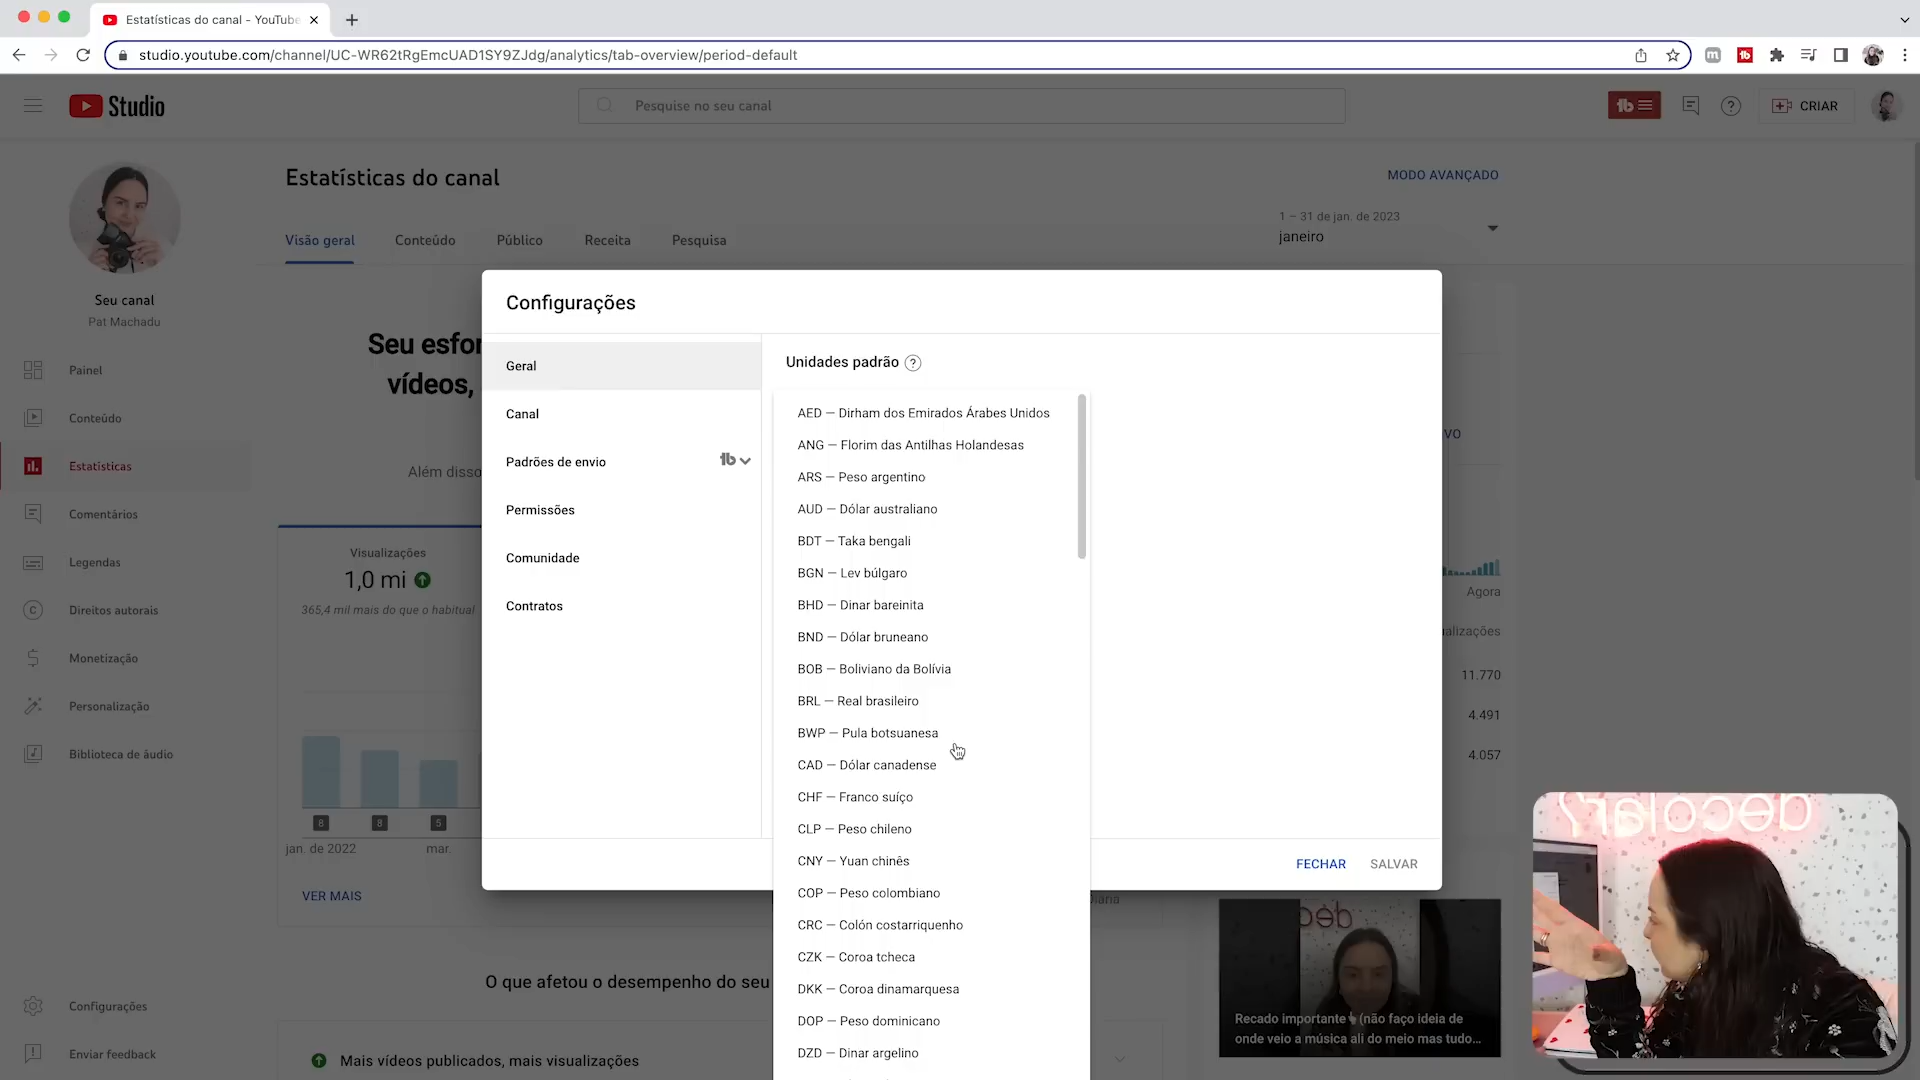 Estatísticas do canal - YouTube
studio.youtube.com/channel/UC-WR62tRgEmcUAD1SY9ZJdg/analytics/tab-overview/period-default
Studio
Pesquise no seu canal
CRIAR
Estatísticas do canal
MODO AVANÇADO
1 – 31 de jan. de 2023
janeiro
Visão geral
Conteúdo
Público
Receita
Pesquisa
Seu canal
Pat Machadu
Painel
Conteúdo
Estatísticas
Comentários
Legendas
Direitos autorais
Monetização
Personalização
Biblioteca de áudio
Configurações
Enviar feedback
Seu esfor
vídeos,
Além disso
Visualizações
1,0 mi
365,4 mil mais do que o habitual
8
8
5
jan. de 2022
mar.
VER MAIS
O que afetou o desempenho do seu
Mais vídeos publicados, mais visualizações
Configurações
Geral
Canal
Padrões de envio
Permissões
Comunidade
Contratos
Unidades padrão
AED — Dirham dos Emirados Árabes Unidos
ANG — Florim das Antilhas Holandesas
ARS — Peso argentino
AUD — Dólar australiano
BDT — Taka bengali
BGN — Lev búlgaro
BHD — Dinar bareinita
BND — Dólar bruneano
BOB — Boliviano da Bolívia
BRL — Real brasileiro
BWP — Pula botsuanesa
CAD — Dólar canadense
CHF — Franco suíço
CLP — Peso chileno
CNY — Yuan chinês
COP — Peso colombiano
CRC — Colón costarriquenho
CZK — Coroa tcheca
DKK — Coroa dinamarquesa
DOP — Peso dominicano
DZD — Dinar argelino
FECHAR
SALVAR
VO
Agora
alizações
11.770
4.491
4.057
Recado importante (não faço ideia de
onde veio a música ali do meio mas tudo...
decolar?